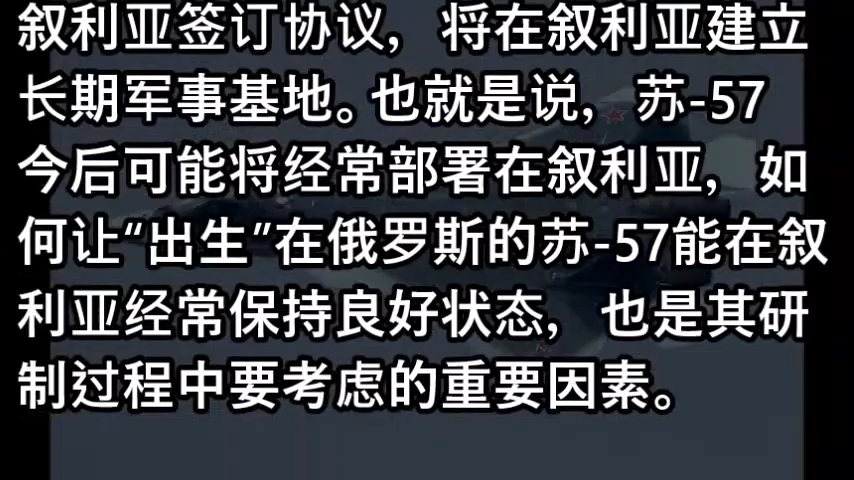 叙利亚签订协议，将在叙利亚建立
长期军事基地。也就是说，苏-57
今后可能将经常部署在叙利亚，如
何让“出生”在俄罗斯的苏-57能在叙
利亚经常保持良好状态，也是其研
制过程中要考虑的重要因素。